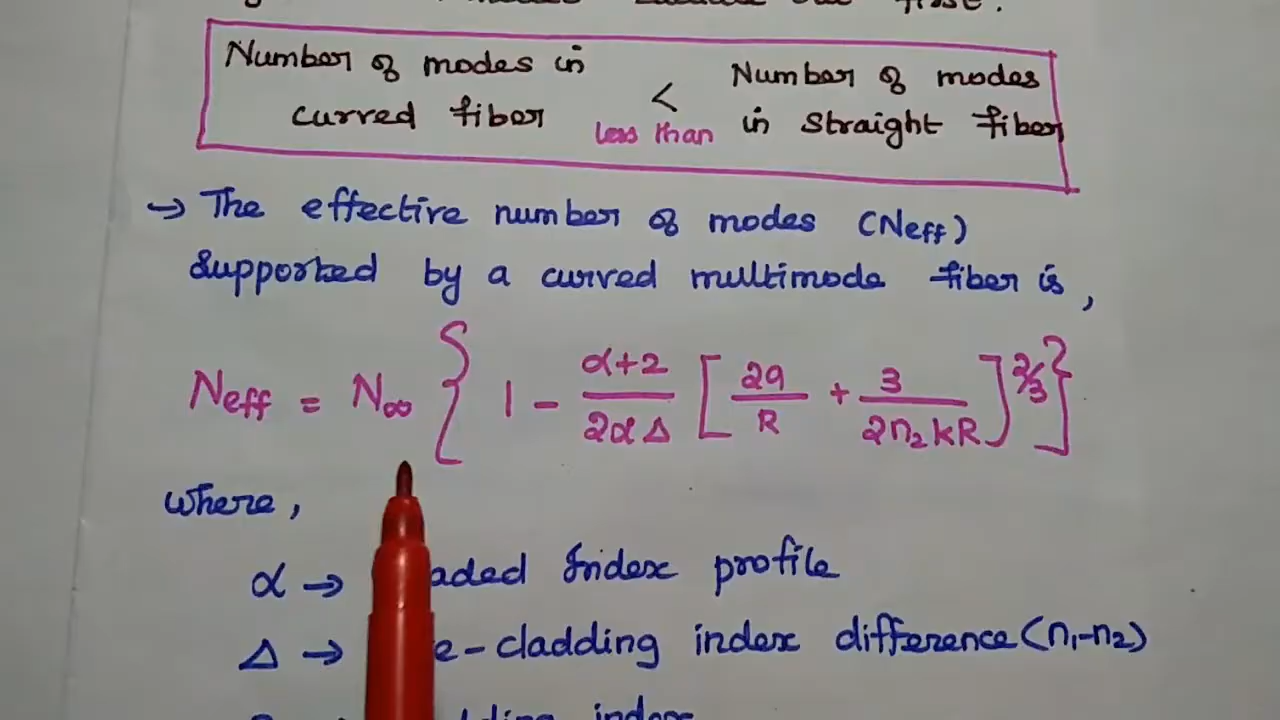 Number of modes in curved fiber < less than Number of modes in straight fiber
→ The effective number of modes (Neff)
Supported by a curved multimode fiber is,
Neff = N∞ { 1 - α+2/2αΔ [ 2a/R + 3/2n₂kR ]^2/3 }
where,
α → aded Index profile
Δ → e-cladding index difference (n₁-n₂)